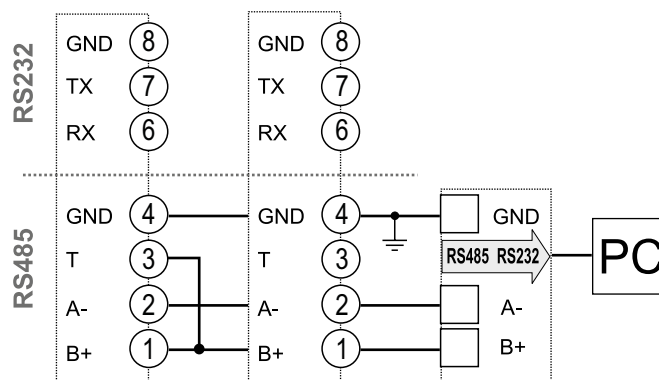 RS232
GND 8 GND 8
TX 7 TX 7
RX 6 RX 6
RS485
GND 4 GND 4 GND
T 3 T 3 RS485 RS232 PC
A- 2 A- 2 A-
B+ 1 B+ 1 B+